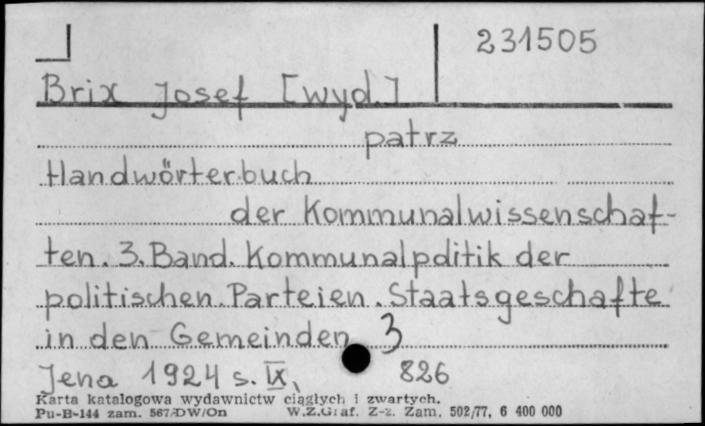 231505
Brix Josef [wyd.]
patrz
Handwörterbuch
der Kommunalwissenschaf-
ten. 3. Band. Kommunalpolitik der
politischen Parteien. Staatsgeschafte
in den Gemeinden 3
Jena 1924 s. IX, 826
Karta katalogowa wydawnictw ciągłych i zwartych.
Pu-B-144 zam. 567/DW/On W.Z.Graf. Z-z. Zam. 502/77, 6 400 000